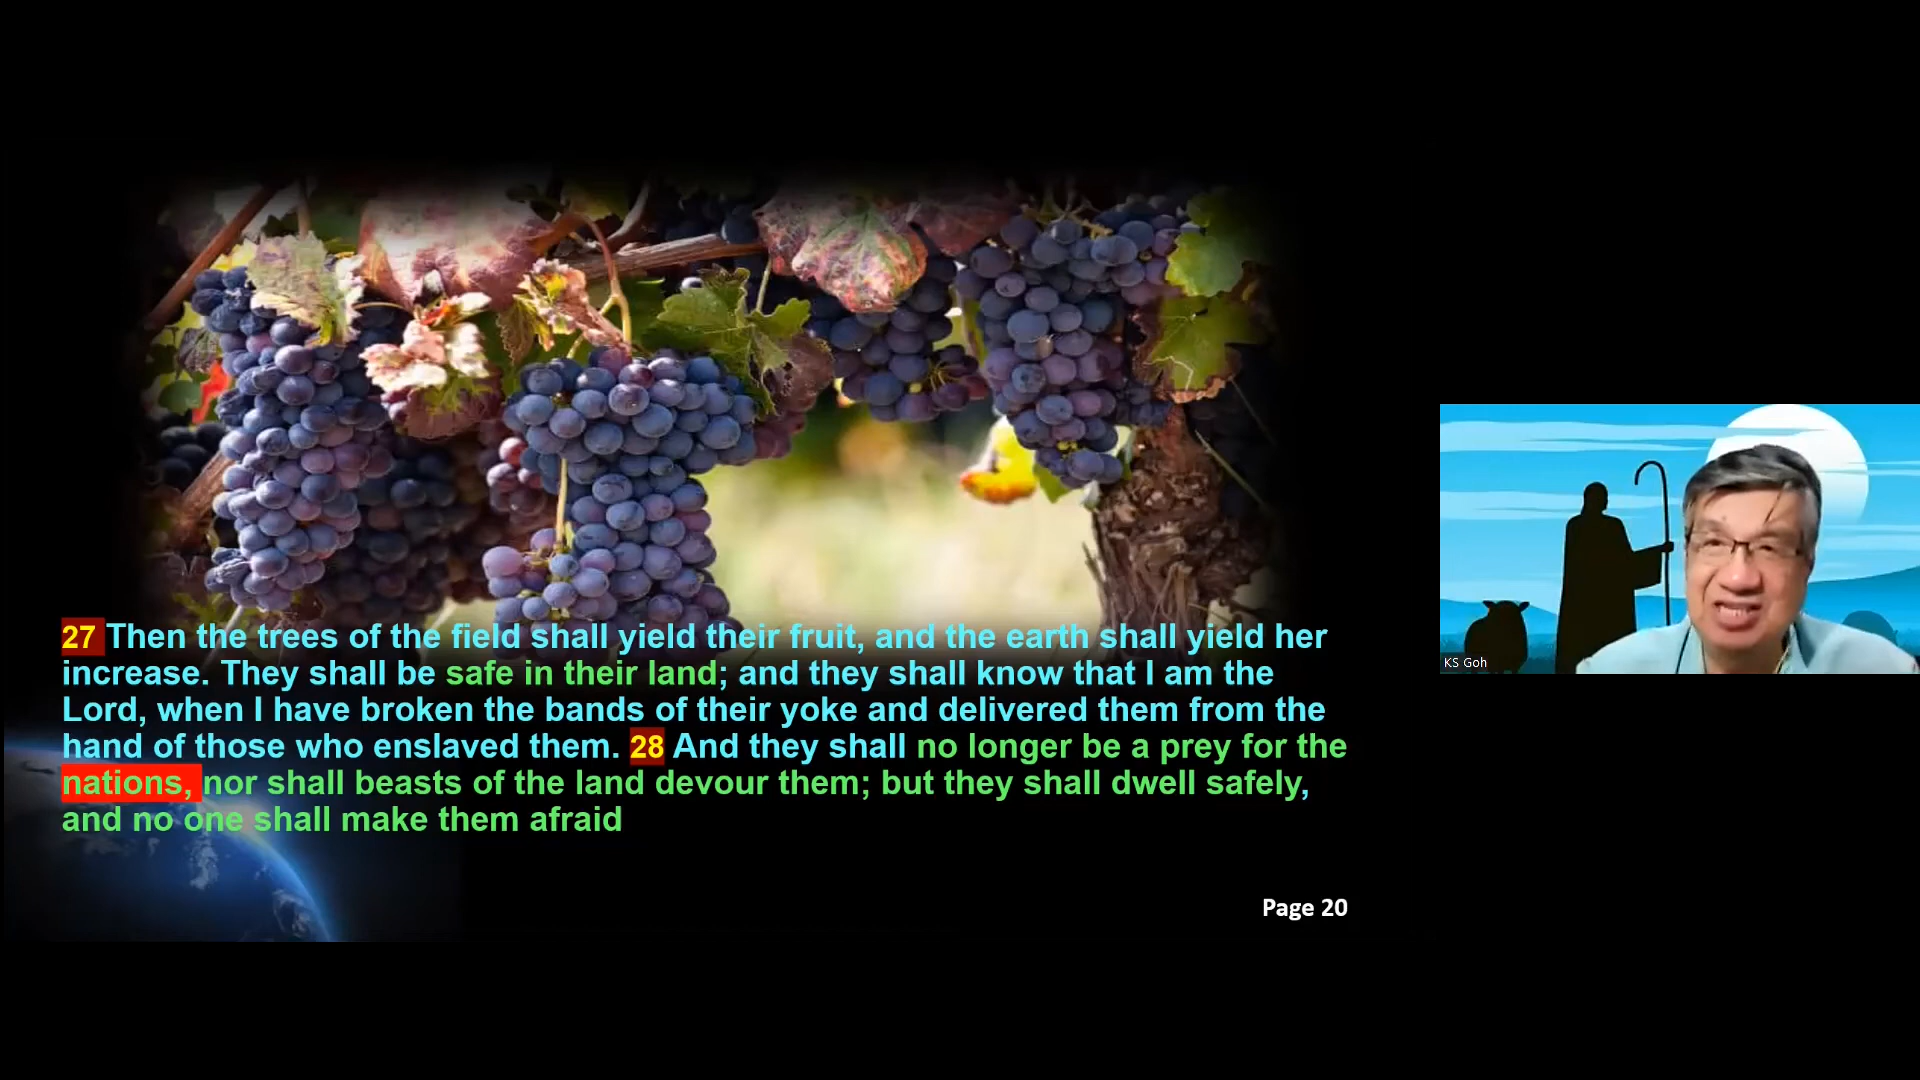 27 Then the trees of the field shall yield their fruit, and the earth shall yield her
increase. They shall be safe in their land; and they shall know that I am the
Lord, when I have broken the bands of their yoke and delivered them from the
hand of those who enslaved them. 28 And they shall no longer be a prey for the
nations, nor shall beasts of the land devour them; but they shall dwell safely,
and no one shall make them afraid
Page 20
KS Goh